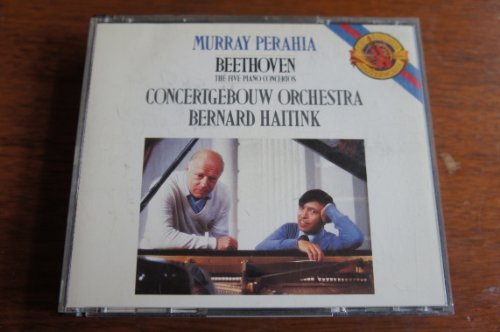 MURRAY PERAHIA
BEETHOVEN
THE FIVE PIANO CONCERTOS
CONCERTGEBOUW ORCHESTRA
BERNARD HAITINK